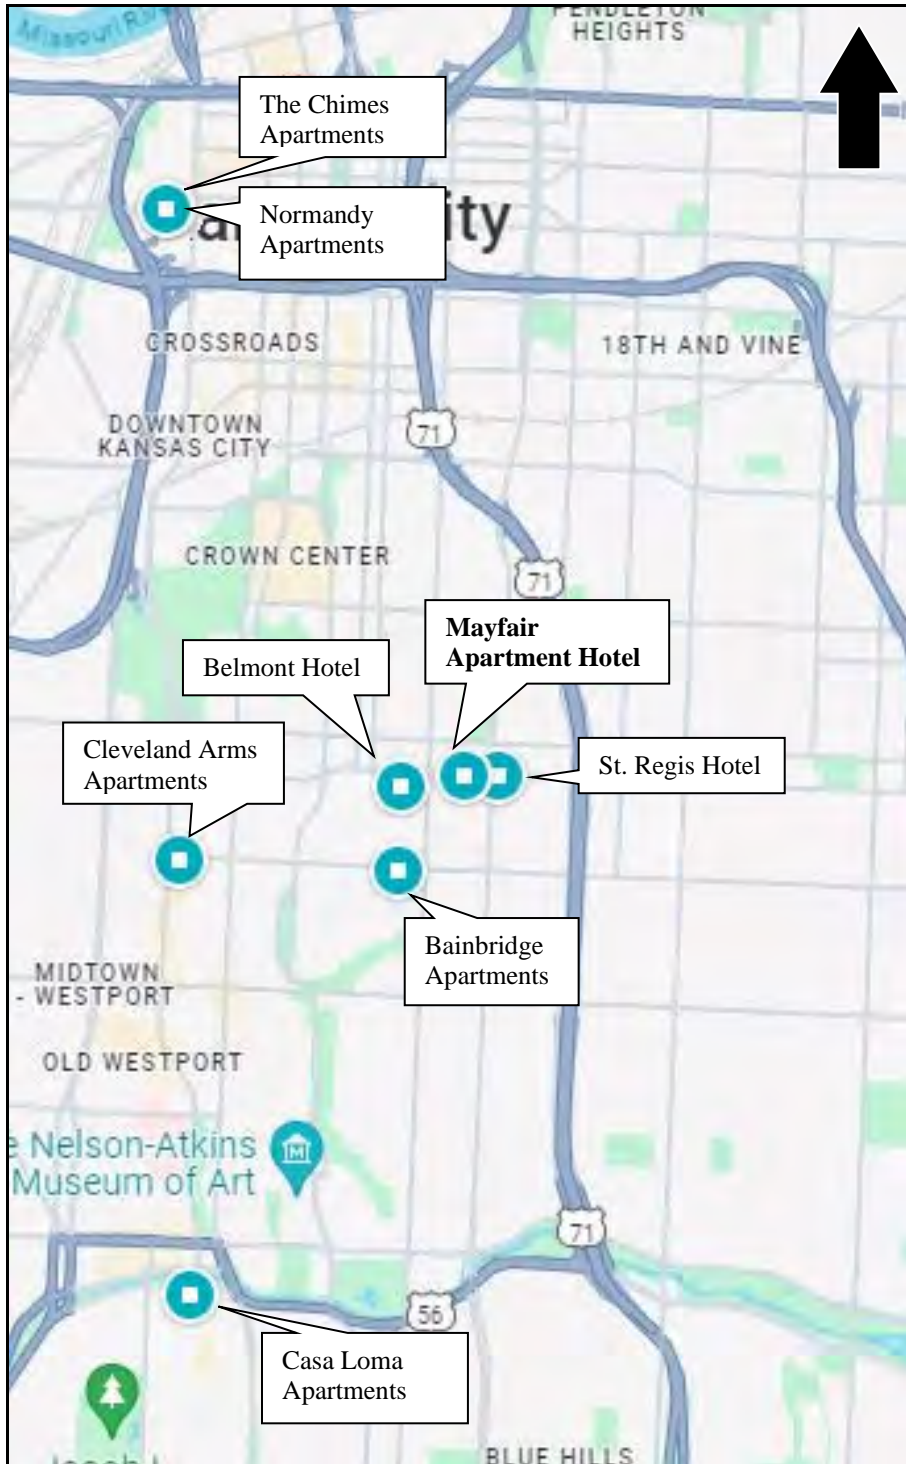 Missouri Riv
PENDLETON
HEIGHTS
The Chimes
Apartments
Normandy
Apartments
ity
CROSSROADS
18TH AND VINE
DOWNTOWN
KANSAS CITY
71
CROWN CENTER
71
Mayfair
Apartment Hotel
Belmont Hotel
Cleveland Arms
Apartments
St. Regis Hotel
Bainbridge
Apartments
MIDTOWN
- WESTPORT
OLD WESTPORT
e Nelson-Atkins
Museum of Art
M
71
56
Casa Loma
Apartments
BLUE HILLS